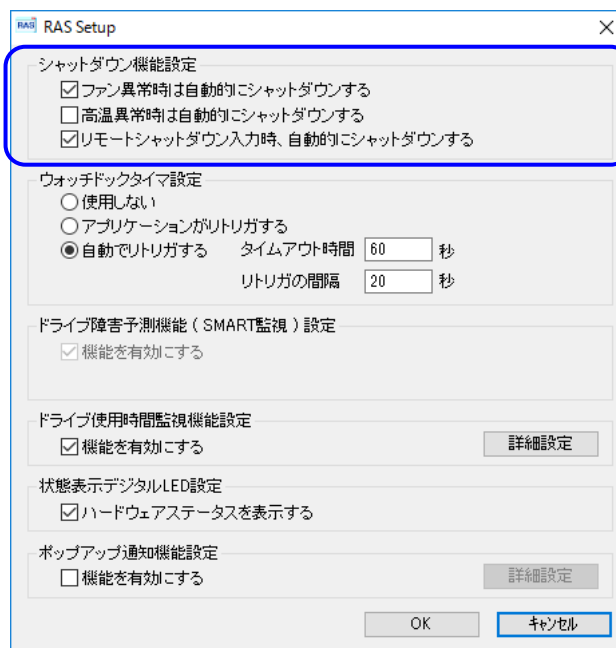 RAS RAS Setup
シャットダウン機能設定
ファン異常時は自動的にシャットダウンする
高温異常時は自動的にシャットダウンする
リモートシャットダウン入力時、自動的にシャットダウンする
ウォッチドックタイマ設定
使用しない
アプリケーションがリトリガする
自動でリトリガする タイムアウト時間 60 秒
リトリガの間隔 20 秒
ドライブ障害予測機能 ( SMART監視 ) 設定
機能を有効にする
ドライブ使用時間監視機能設定
機能を有効にする 詳細設定
状態表示デジタルLED設定
ハードウェアステータスを表示する
ポップアップ通知機能設定
機能を有効にする 詳細設定
OK キャンセル